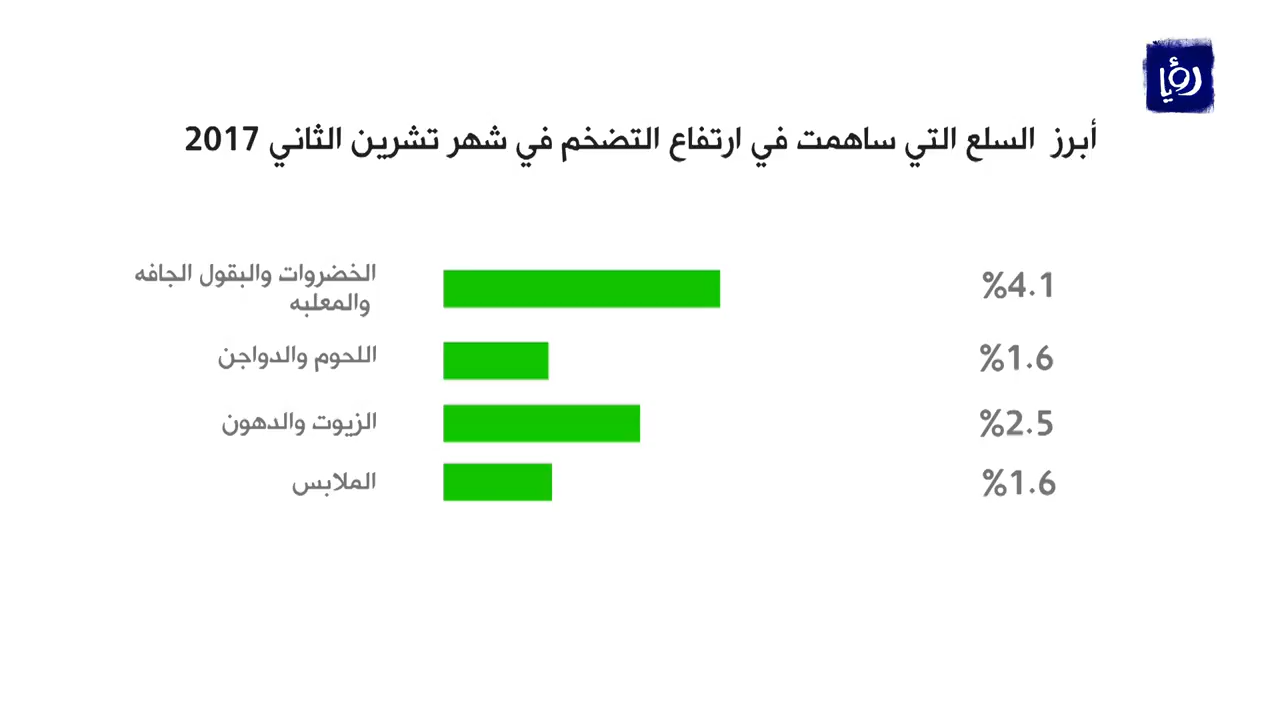 رؤيا
أبرز السلع التي ساهمت في ارتفاع التضخم في شهر تشرين الثاني 2017
الخضروات والبقول الجافه
والمعلبه
%4.1
اللحوم والدواجن
%1.6
الزيوت والدهون
%2.5
الملابس
%1.6